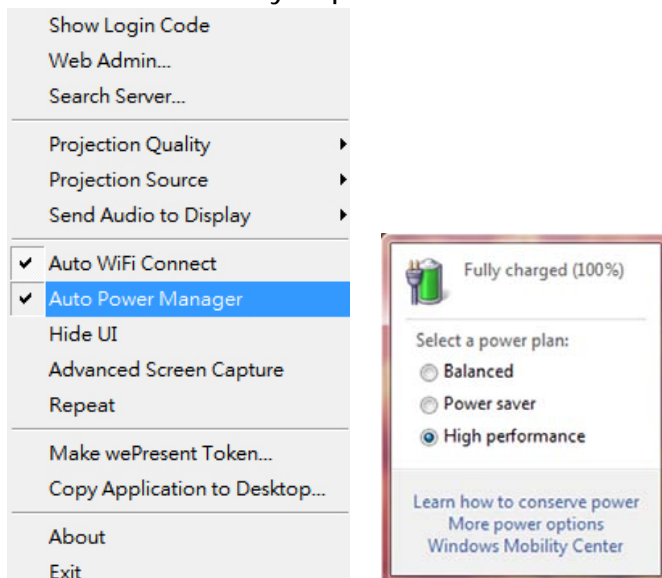 Show Login Code
Web Admin...
Search Server...
Projection Quality
Projection Source
Send Audio to Display
Auto WiFi Connect
Auto Power Manager
Hide UI
Advanced Screen Capture
Repeat
Make wePresent Token...
Copy Application to Desktop...
About
Exit
Fully charged (100%)
Select a power plan:
Balanced
Power saver
High performance
Learn how to conserve power
More power options
Windows Mobility Center